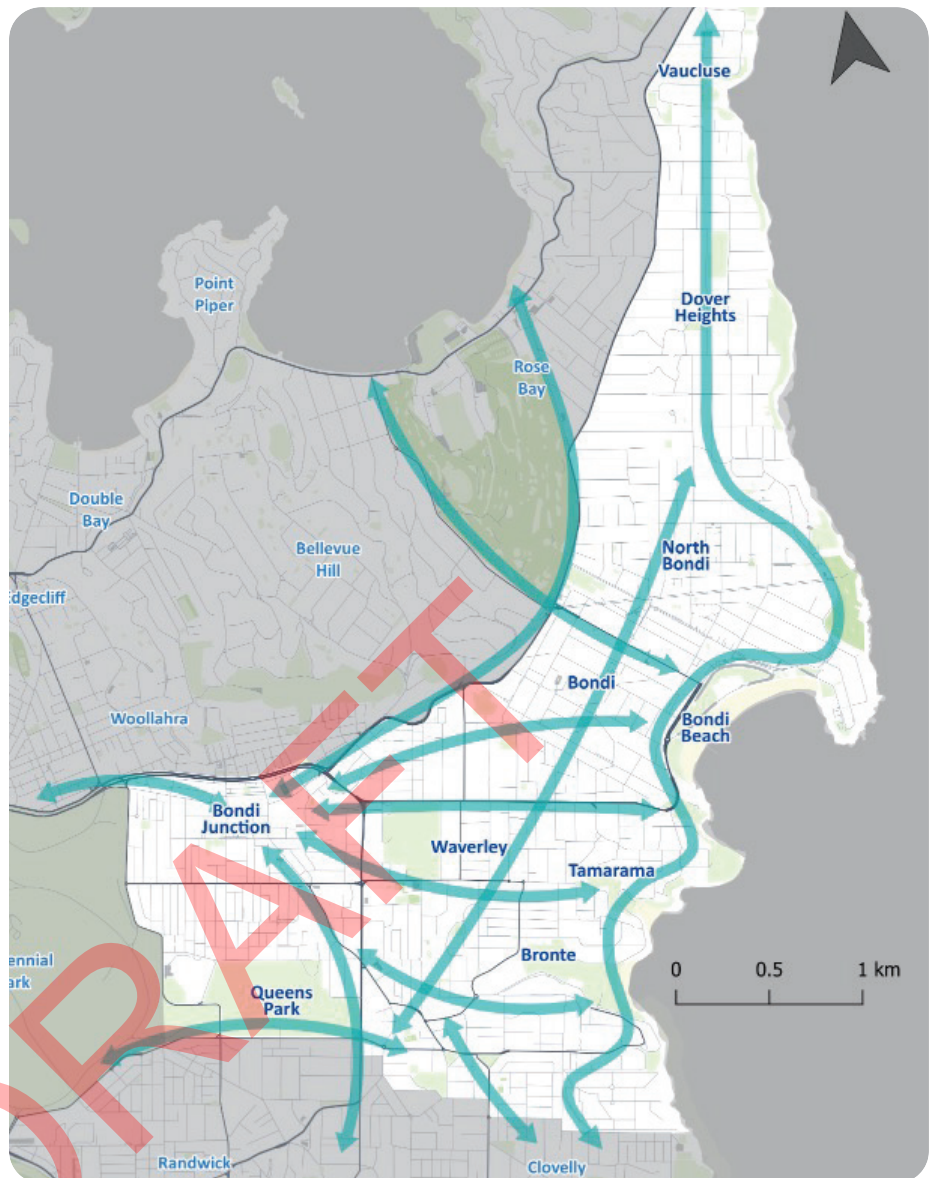 Vaucluse
Point
Piper
Dover
Heights
Rose
Bay
Double
Bay
Bellevue
Hill
North
Bondi
dgecliff
Bondi
Woollahra
Bondi
Beach
Bondi
Junction
Waverley
Tamarama
ennial
ark
Bronte
0 0.5 1 km
Queens
Park
Randwick
Clovelly
DRAFT